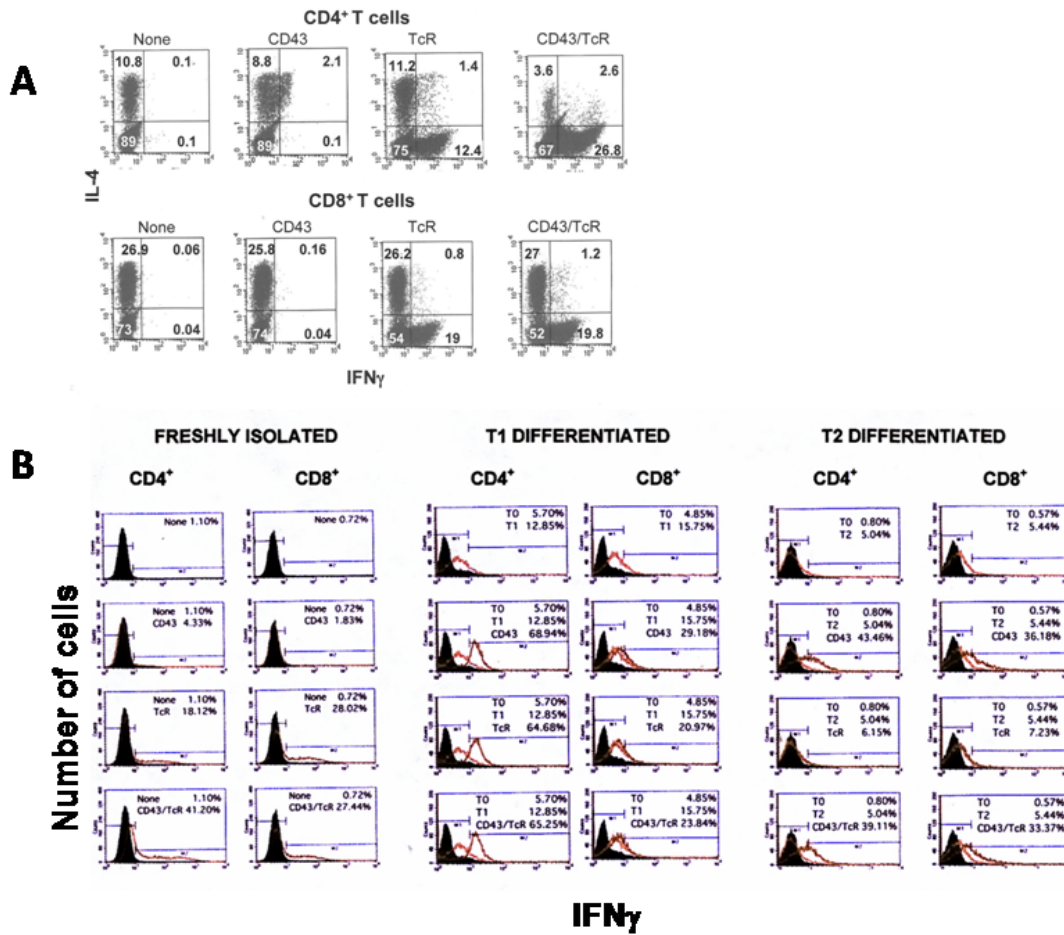 CD4+ T cells
None CD43 TcR CD43/TcR
A
10.8 0.1 8.8 2.1 11.2 1.4 3.6 2.6
89 0.1 89 0.1 75 12.4 67 26.8
IL-4
CD8+ T cells
None CD43 TcR CD43/TcR
26.9 0.06 25.8 0.16 26.2 0.8 27 1.2
73 0.04 74 0.04 54 19 52 19.8
IFNγ
FRESHLY ISOLATED T1 DIFFERENTIATED T2 DIFFERENTIATED
B
CD4+ CD8+ CD4+ CD8+ CD4+ CD8+
None 1.10% None 0.72% T0 5.70% T0 4.85% T0 0.80% T0 0.57%
T1 12.85% T1 15.75% T2 5.04% T2 5.44%
None 1.10% None 0.72% T0 5.70% T0 4.85% T0 0.80% T0 0.57%
CD43 4.33% CD43 1.83% T1 12.85% T1 15.75% T2 5.04% T2 5.44%
CD43 68.94% CD43 29.18% CD43 43.46% CD43 36.18%
None 1.10% None 0.72% T0 5.70% T0 4.85% T0 0.80% T0 0.57%
TcR 18.12% TcR 28.02% T1 12.85% T1 15.75% T2 5.04% T2 5.44%
TcR 64.68% TcR 20.97% TcR 6.15% TcR 7.23%
None 1.10% None 0.72% T0 5.70% T0 4.85% T0 0.80% T0 0.57%
CD43/TcR 41.20% CD43/TcR 27.44% T1 12.85% T1 15.75% T2 5.04% T2 5.44%
CD43/TcR 65.25% CD43/TcR 23.84% CD43/TcR 39.11% CD43/TcR 33.37%
Number of cells
IFNγ